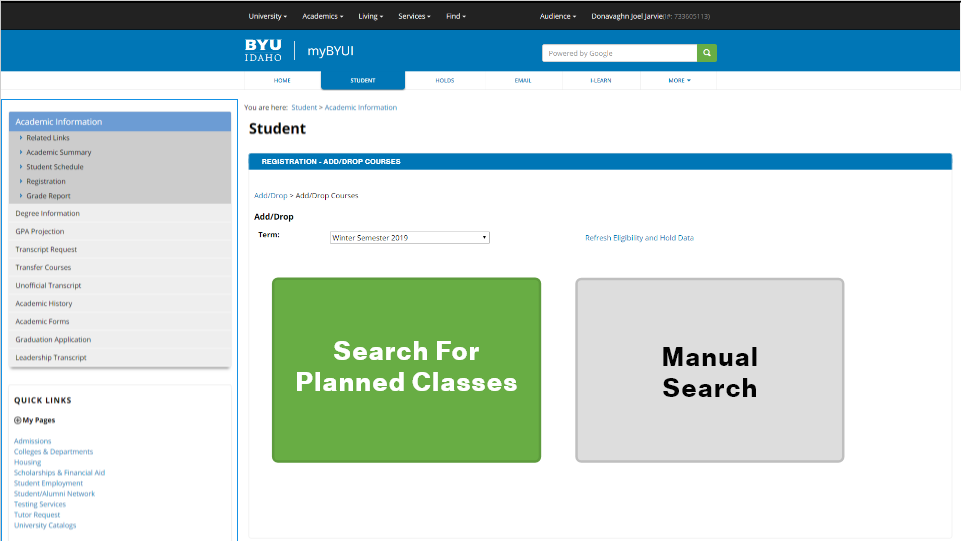 University Academics Living Services Find Audience Donavaghn Joel Jarvie(I#: 733605113)
BYU
IDAHO
myBYUI
Powered by Google
HOME STUDENT HOLDS EMAIL I-LEARN MORE
You are here: Student > Academic Information
Student
Academic Information
Related Links
Academic Summary
Student Schedule
Registration
Grade Report
Degree Information
GPA Projection
Transcript Request
Transfer Courses
Unofficial Transcript
Academic History
Academic Forms
Graduation Application
Leadership Transcript
QUICK LINKS
My Pages
Admissions
Colleges & Departments
Housing
Scholarships & Financial Aid
Student Employment
Student/Alumni Network
Testing Services
Tutor Request
University Catalogs
REGISTRATION - ADD/DROP COURSES
Add/Drop > Add/Drop Courses
Add/Drop
Term: Winter Semester 2019 Refresh Eligibility and Hold Data
Search For
Planned Classes
Manual
Search